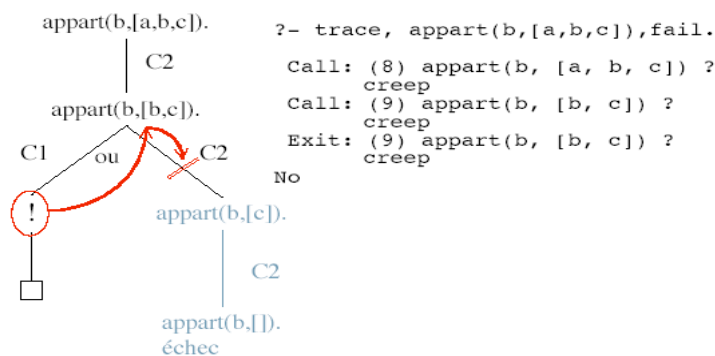 appart(b,[a,b,c]).
C2
appart(b,[b,c]).
C1
ou
C2
!
appart(b,[c]).
C2
appart(b,[]).
échec
?- trace, appart(b,[a,b,c]),fail.
Call: (8) appart(b, [a, b, c]) ?
creep
Call: (9) appart(b, [b, c]) ?
creep
Exit: (9) appart(b, [b, c]) ?
creep
No